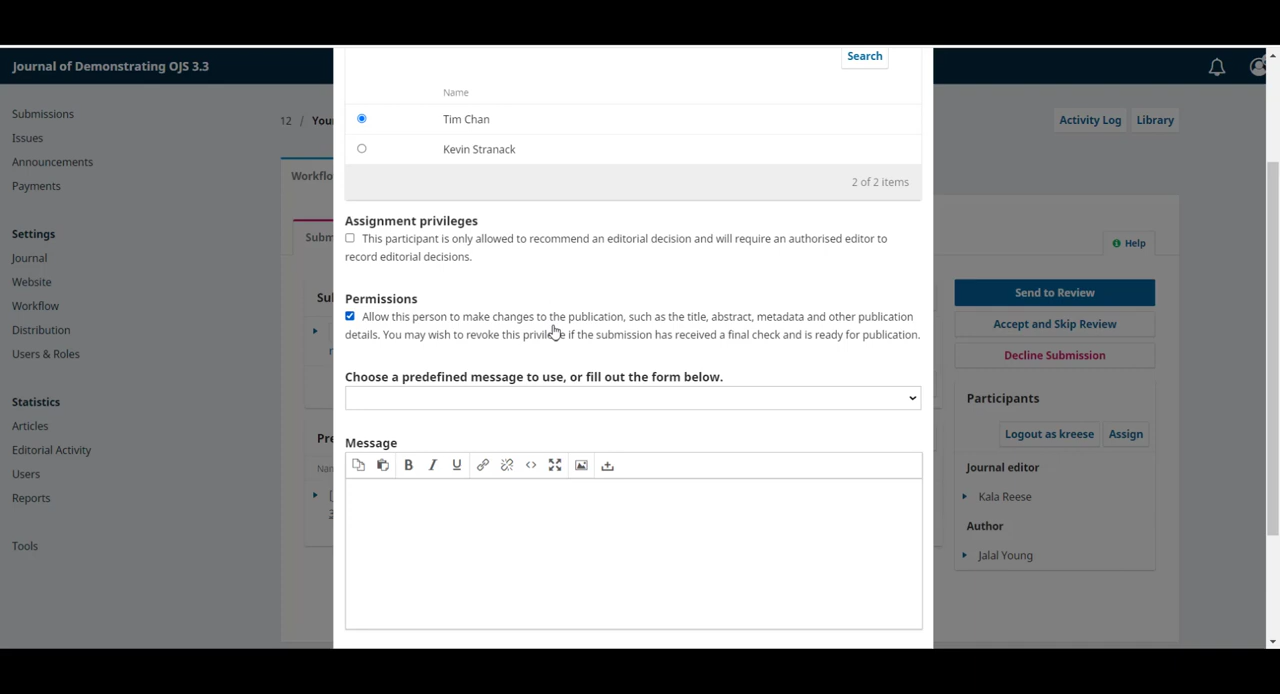 Journal of Demonstrating OJS 3.3
Submissions
Issues
Announcements
Payments
Settings
Journal
Website
Workflow
Distribution
Users & Roles
Statistics
Articles
Editorial Activity
Users
Reports
Tools
12 / You
Workflo
Subm
Su
Pre
Nam
Search
Name
Tim Chan
Kevin Stranack
2 of 2 items
Assignment privileges
This participant is only allowed to recommend an editorial decision and will require an authorised editor to
record editorial decisions.
Permissions
Allow this person to make changes to the publication, such as the title, abstract, metadata and other publication
details. You may wish to revoke this privilege if the submission has received a final check and is ready for publication.
Choose a predefined message to use, or fill out the form below.
Message
B I U
Activity Log Library
Help
Send to Review
Accept and Skip Review
Decline Submission
Participants
Logout as kreese Assign
Journal editor
Kala Reese
Author
Jalal Young